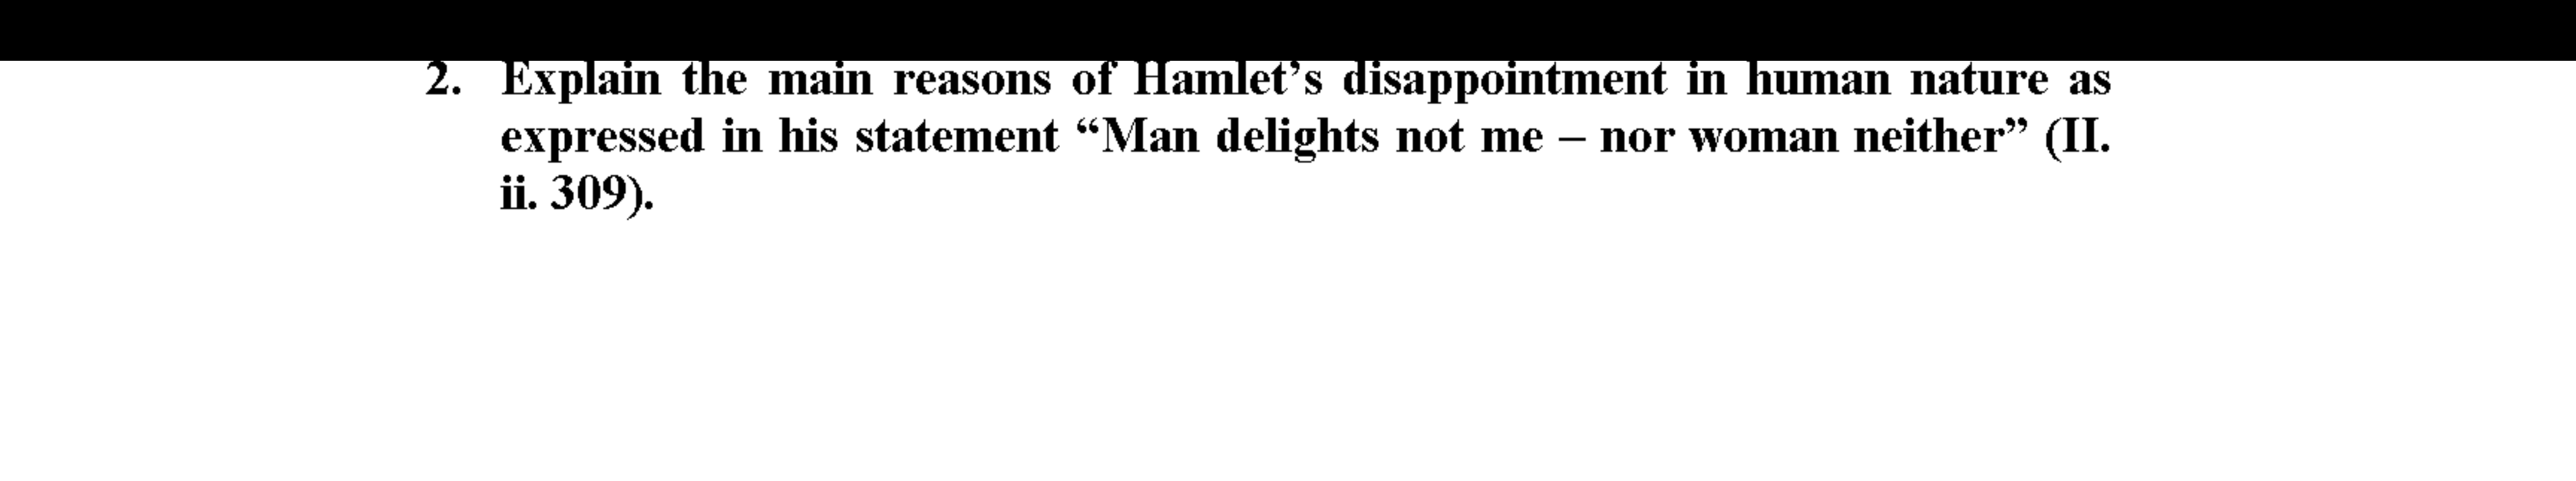 2. Explain the main reasons of Hamlet’s disappointment in human nature as
expressed in his statement “Man delights not me – nor woman neither” (II.
ii. 309).